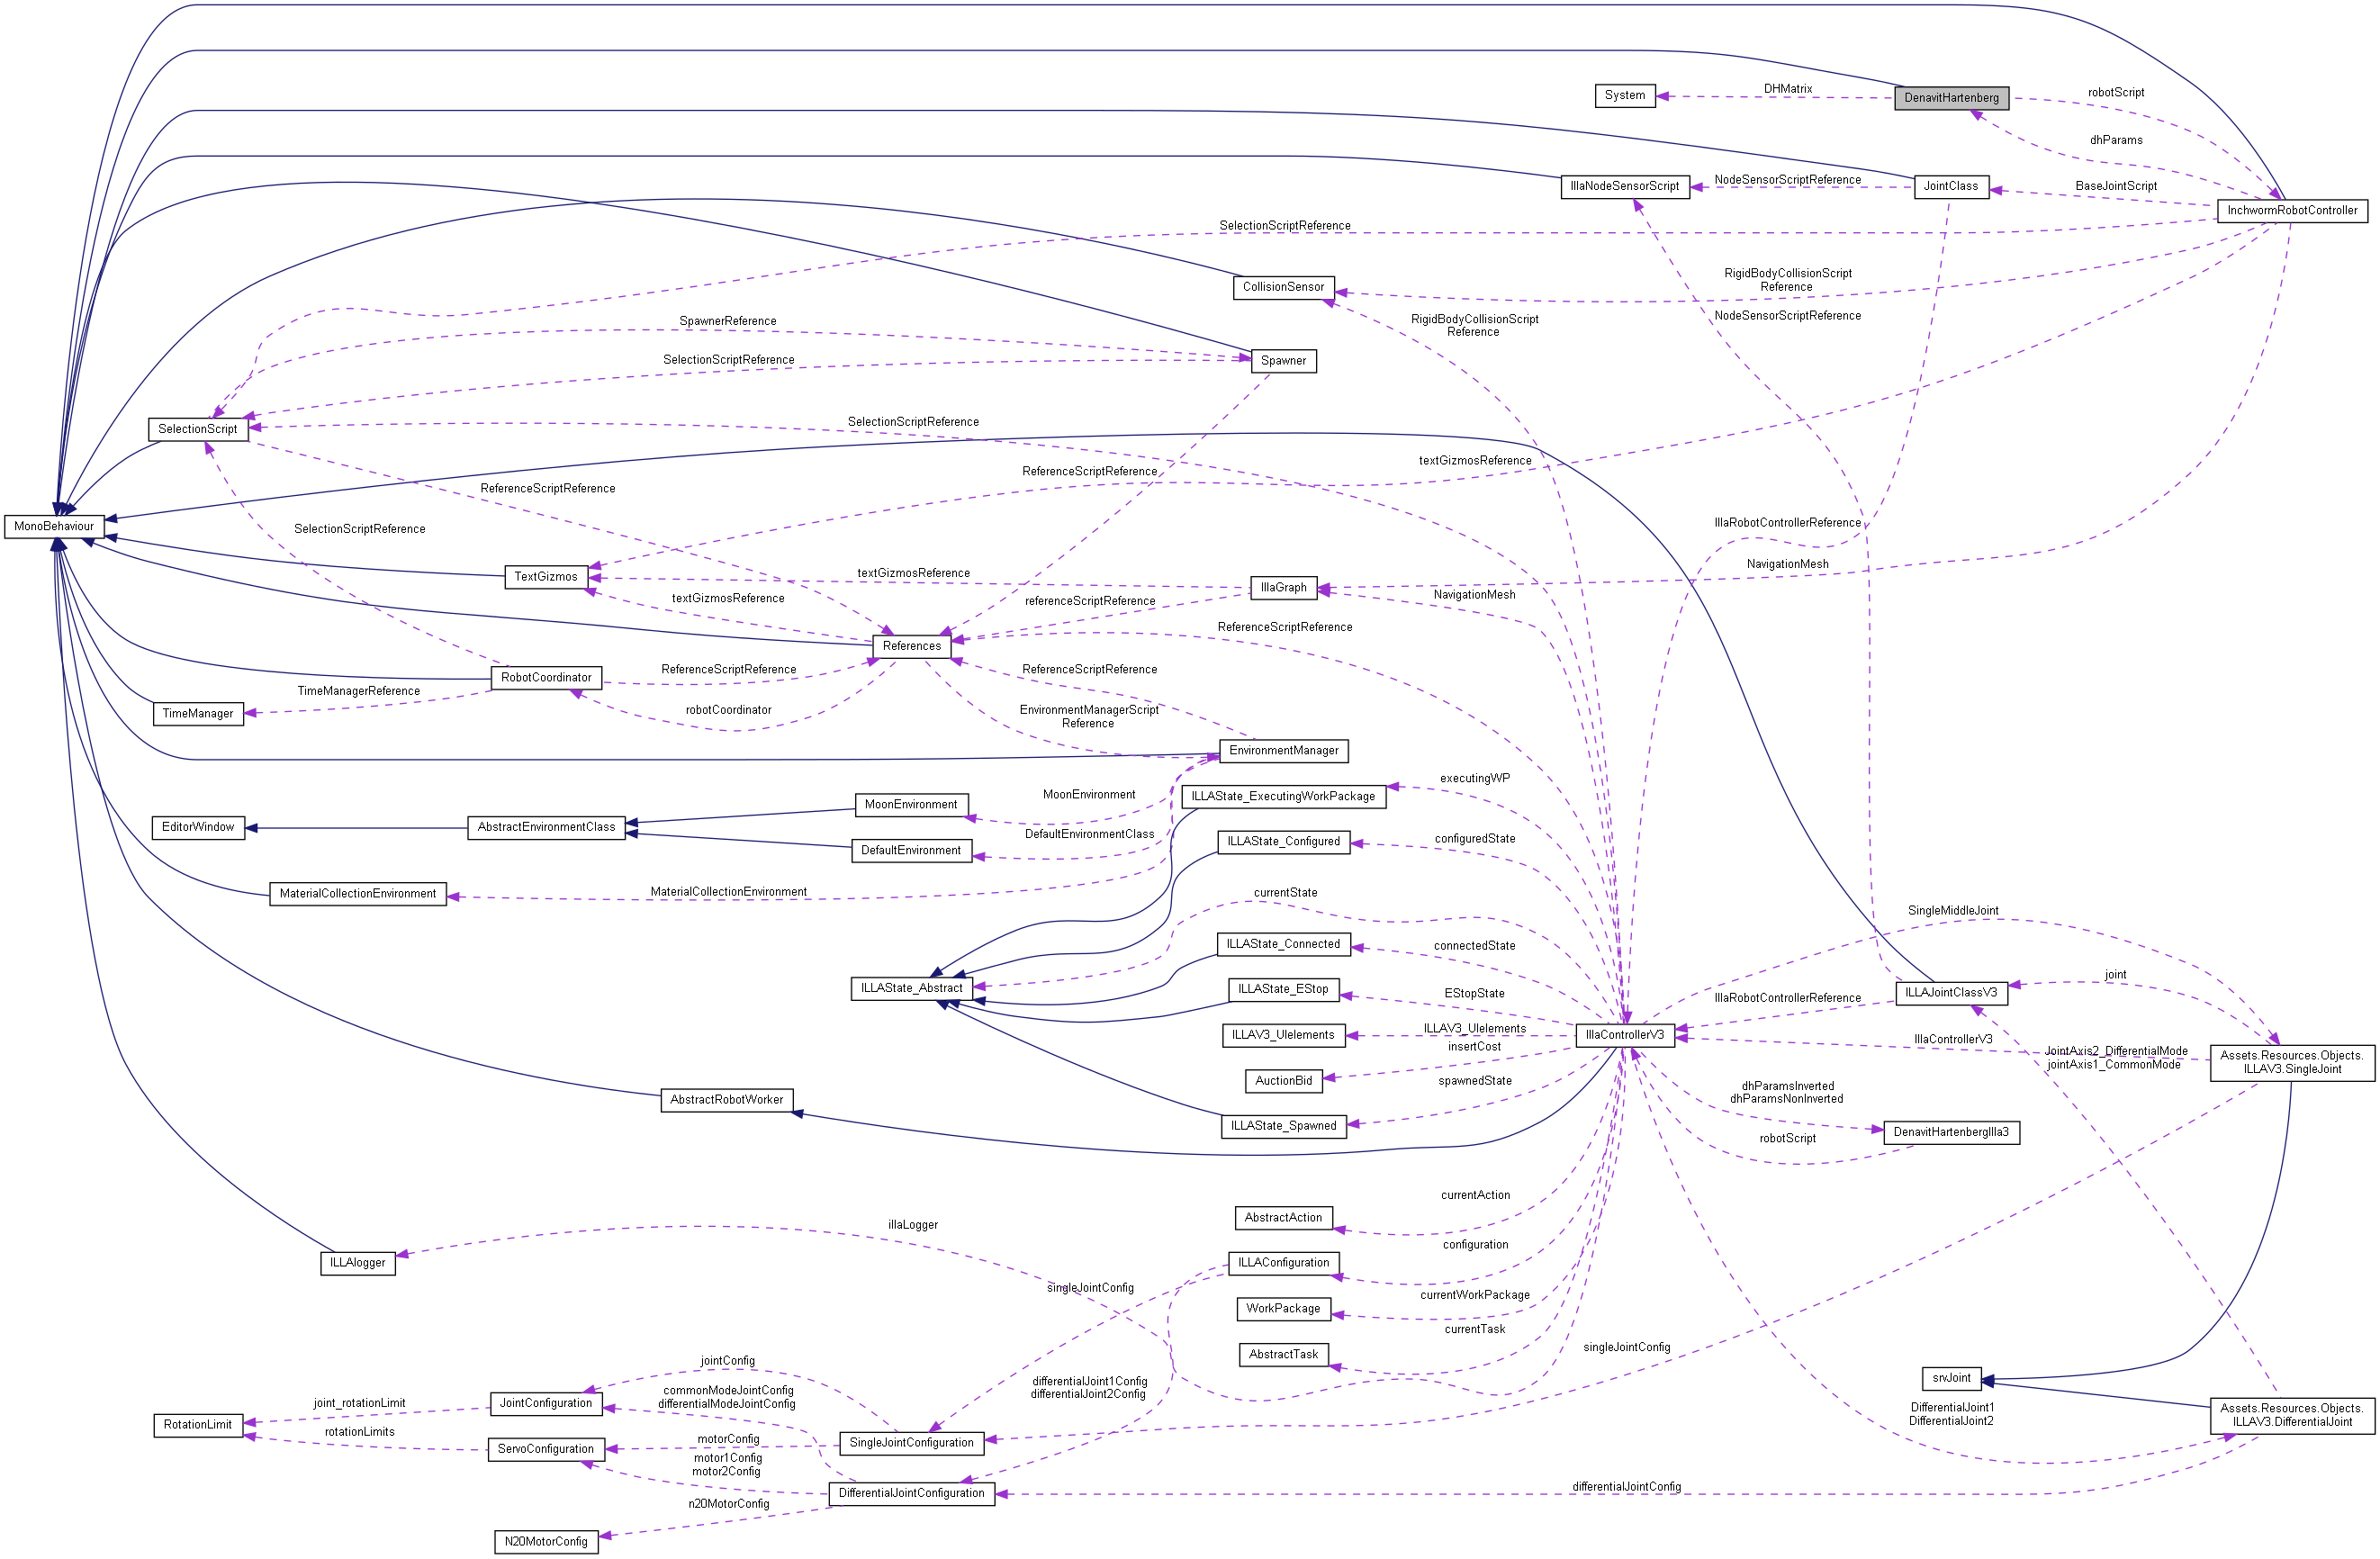 System
DHMatrix
DenavitHartenberg
robotScript
dhParams
IllaNodeSensorScript
NodeSensorScriptReference
JointClass
BaseJointScript
InchwormRobotController
SelectionScriptReference
CollisionSensor
RigidBodyCollisionScript
Reference
SpawnerReference
RigidBodyCollisionScript
Reference
NodeSensorScriptReference
SelectionScriptReference
Spawner
SelectionScript
SelectionScriptReference
ReferenceScriptReference
ReferenceScriptReference
textGizmosReference
MonoBehaviour
SelectionScriptReference
IllaRobotControllerReference
TextGizmos
textGizmosReference
IllaGraph
NavigationMesh
textGizmosReference
referenceScriptReference
NavigationMesh
References
ReferenceScriptReference
RobotCoordinator
ReferenceScriptReference
ReferenceScriptReference
TimeManagerReference
TimeManager
robotCoordinator
EnvironmentManagerScript
Reference
EnvironmentManager
executingWP
MoonEnvironment
MoonEnvironment
ILLAState_ExecutingWorkPackage
EditorWindow
AbstractEnvironmentClass
DefaultEnvironmentClass
ILLAState_Configured
configuredState
DefaultEnvironment
MaterialCollectionEnvironment
MaterialCollectionEnvironment
currentState
SingleMiddleJoint
ILLAState_Connected
connectedState
joint
ILLAState_Abstract
ILLAState_EStop
EStopState
ILLAJointClassV3
IllaRobotControllerReference
ILLAV3_UIelements
ILLAV3_UIelements
IllaControllerV3
IllaControllerV3
insertCost
JointAxis2_DifferentialMode
jointAxis1_CommonMode
Assets.Resources.Objects.
ILLAV3.SingleJoint
AuctionBid
spawnedState
dhParamsInverted
dhParamsNonInverted
AbstractRobotWorker
ILLAState_Spawned
DenavitHartenbergIlla3
robotScript
currentAction
AbstractAction
illaLogger
configuration
ILLAlogger
ILLAConfiguration
singleJointConfig
currentWorkPackage
WorkPackage
currentTask
AbstractTask
singleJointConfig
jointConfig
differentialJoint1Config
differentialJoint2Config
srvJoint
commonModeJointConfig
differentialModeJointConfig
joint_rotationLimit
JointConfiguration
DifferentialJoint1
DifferentialJoint2
Assets.Resources.Objects.
ILLAV3.DifferentialJoint
RotationLimit
rotationLimits
motorConfig
SingleJointConfiguration
ServoConfiguration
motor1Config
motor2Config
DifferentialJointConfiguration
differentialJointConfig
n20MotorConfig
N20MotorConfig